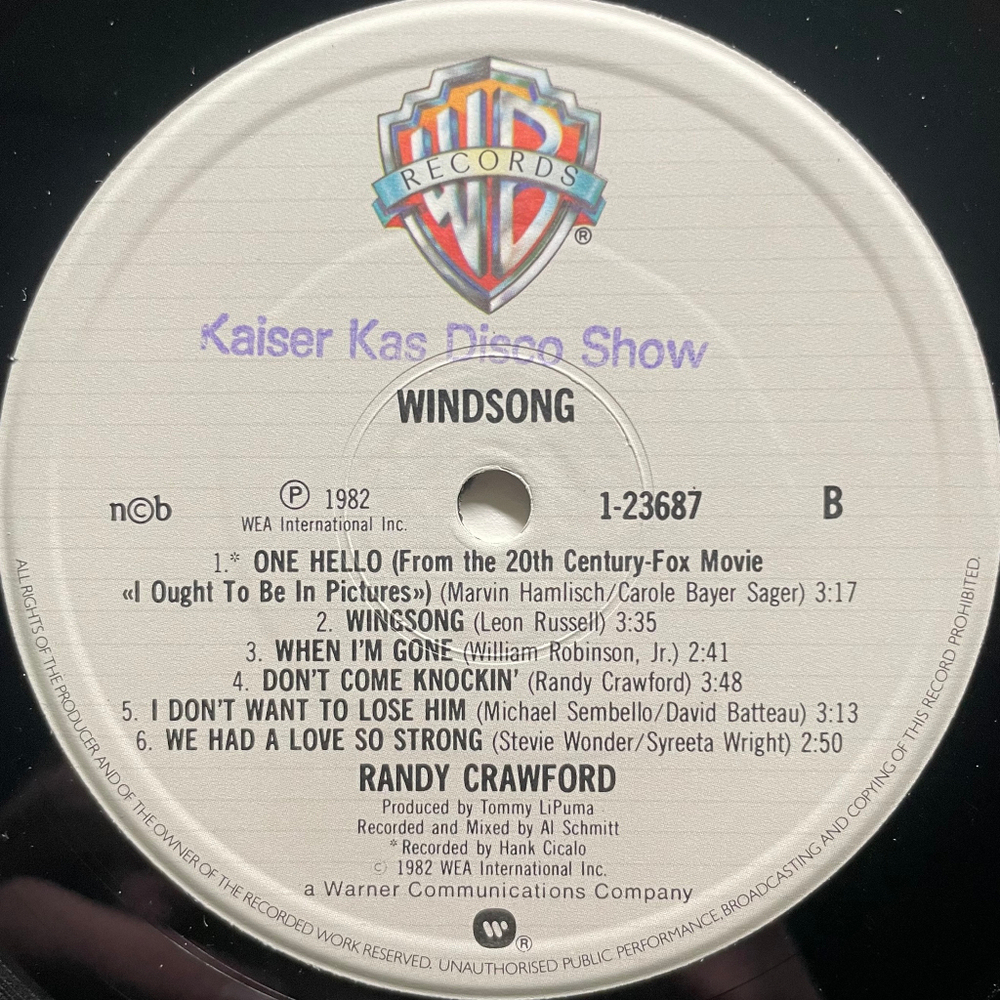 WB
RECORDS
®
Kaiser Kas Disco Show
WINDSONG
n©b
℗ 1982
WEA International Inc.
1-23687
B
1.* ONE HELLO (From the 20th Century-Fox Movie
«I Ought To Be In Pictures») (Marvin Hamlisch/Carole Bayer Sager) 3:17
2. WINGSONG (Leon Russell) 3:35
3. WHEN I'M GONE (William Robinson, Jr.) 2:41
4. DON'T COME KNOCKIN' (Randy Crawford) 3:48
5. I DON'T WANT TO LOSE HIM (Michael Sembello/David Batteau) 3:13
6. WE HAD A LOVE SO STRONG (Stevie Wonder/Syreeta Wright) 2:50
RANDY CRAWFORD
Produced by Tommy LiPuma
Recorded and Mixed by Al Schmitt
*Recorded by Hank Cicalo
© 1982 WEA International Inc.
a Warner Communications Company
®
ALL RIGHTS OF THE PRODUCER AND OF THE OWNER OF THE RECORDED WORK RESERVED. UNAUTHORISED PUBLIC PERFORMANCE, BROADCASTING AND COPYING OF THIS RECORD PROHIBITED.